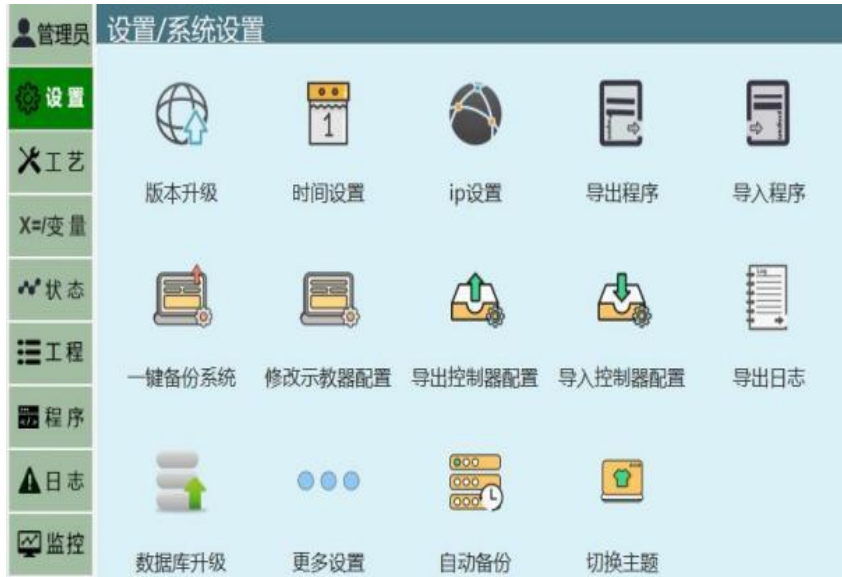 管理员
设置/系统设置
设置
工艺
X=/变量
状态
工程
程序
日志
监控
版本升级
时间设置
ip设置
导出程序
导入程序
一键备份系统
修改示教器配置
导出控制器配置
导入控制器配置
导出日志
数据库升级
更多设置
自动备份
切换主题
1
Log